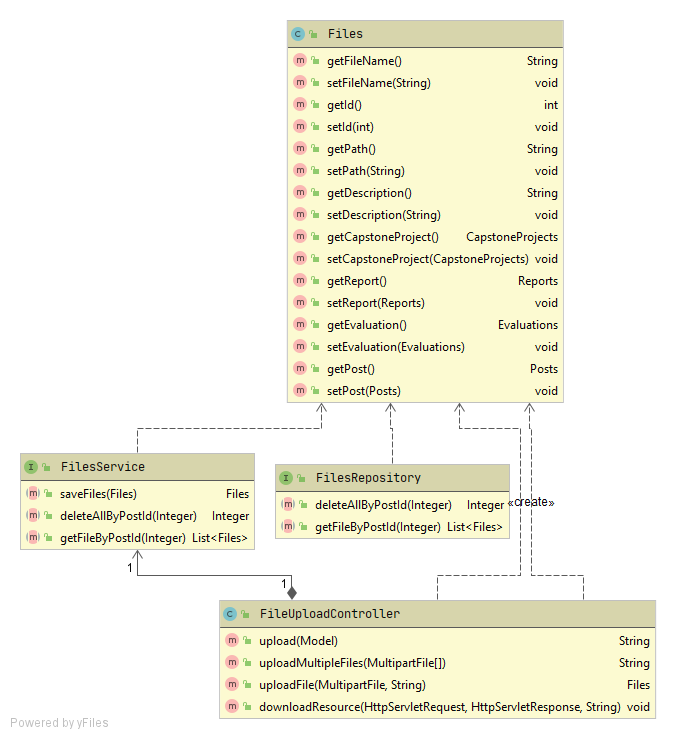 C Files
m getFileName() String
m setFileName(String) void
m getId() int
m setId(int) void
m getPath() String
m setPath(String) void
m getDescription() String
m setDescription(String) void
m getCapstoneProject() CapstoneProjects
m setCapstoneProject(CapstoneProjects) void
m getReport() Reports
m setReport(Reports) void
m getEvaluation() Evaluations
m setEvaluation(Evaluations) void
m getPost() Posts
m setPost(Posts) void
I FilesService
m saveFiles(Files) Files
m deleteAllByPostId(Integer) Integer
m getFileByPostId(Integer) List<Files>
I FilesRepository
m deleteAllByPostId(Integer) Integer
m getFileByPostId(Integer) List<Files>
«create»
1
1
C FileUploadController
m upload(Model) String
m uploadMultipleFiles(MultipartFile[]) String
m uploadFile(MultipartFile, String) Files
m downloadResource(HttpServletRequest, HttpServletResponse, String) void
Powered by yFiles